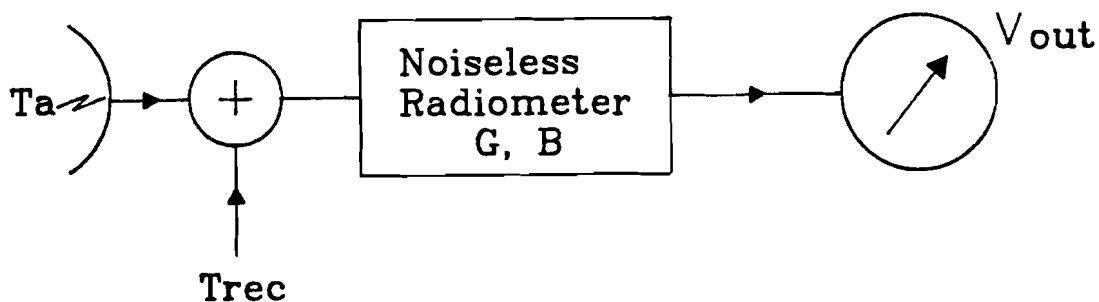 Ta
+
Noiseless
Radiometer
G, B
Vout
Trec